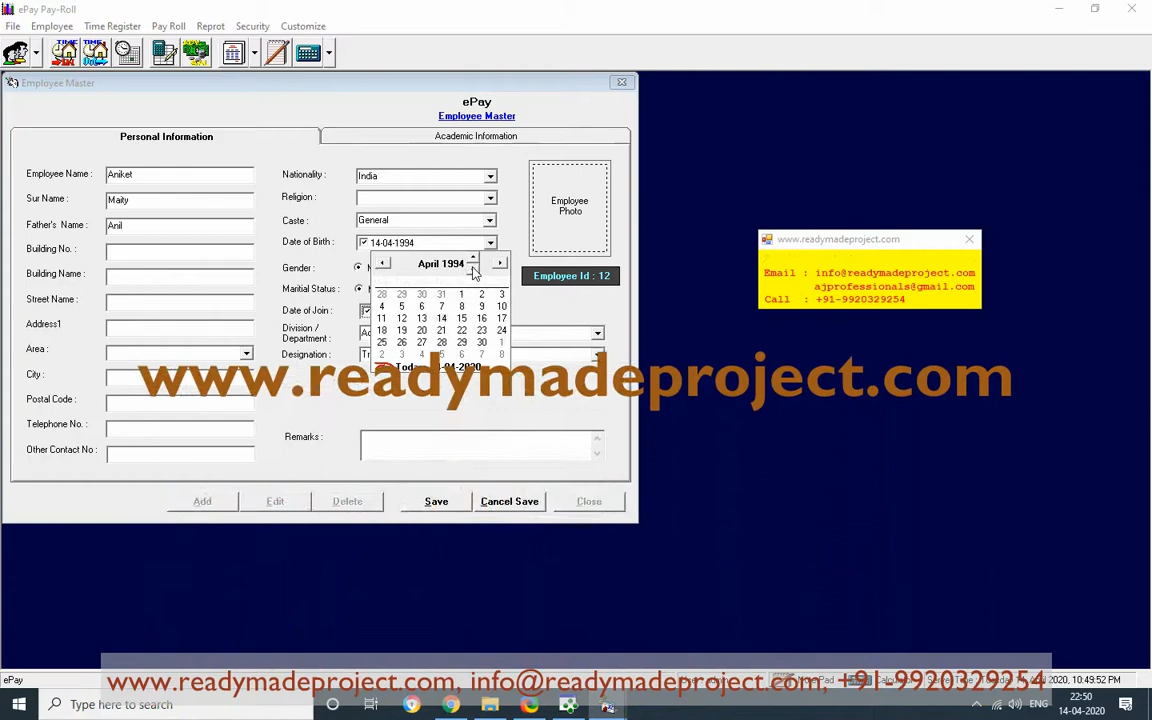 ePay Pay-Roll
File Employee Time Register Pay Roll Reprot Security Customize
Employee Master
ePay
Employee Master
Personal Information
Academic Information
Employee Name : Aniket
Sur Name : Maity
Father's Name : Anil
Building No. :
Building Name :
Street Name :
Address1
Area :
City :
Postal Code :
Telephone No. :
Other Contact No :
Nationality : India
Religion :
Caste : General
Date of Birth : 14-04-1994
Gender :
Maritial Status :
Date of Join :
Division / Department :
Designation :
Remarks :
April 1994
28 29 30 31 1 2 3
4 5 6 7 8 9 10
11 12 13 14 15 16 17
18 19 20 21 22 23 24
25 26 27 28 29 30 1
2 3 4 5 6 7 8
Employee Photo
Employee Id : 12
Add Edit Delete Save Cancel Save Close
www.readymadeproject.com
Email : info@readymadeproject.com
ajprofessionals@gmail.com
Call : +91-9920329254
www.readymadeproject.com
ePay
10:49:52 PM
www.readymadeproject.com, info@readymadeproject.com, +91-9920329254
Type here to search
ENG
22:50
14-04-2020